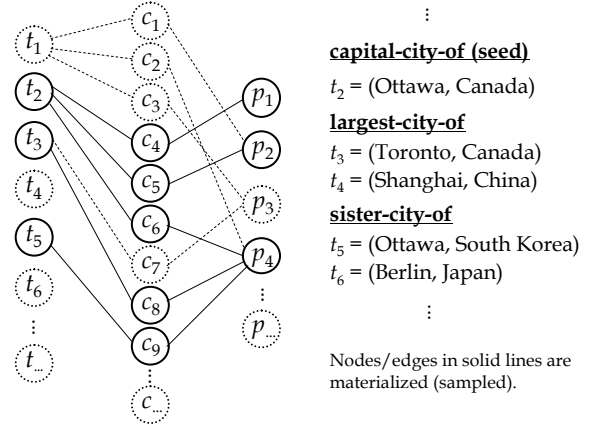 t1
t2
t3
t4
t5
t6
⋮
t...
c1
c2
c3
c4
c5
c6
c7
c8
c9
⋮
c...
p1
p2
p3
p4
⋮
p...
⋮
capital-city-of (seed)
t2 = (Ottawa, Canada)
largest-city-of
t3 = (Toronto, Canada)
t4 = (Shanghai, China)
sister-city-of
t5 = (Ottawa, South Korea)
t6 = (Berlin, Japan)
⋮
Nodes/edges in solid lines are
materialized (sampled).